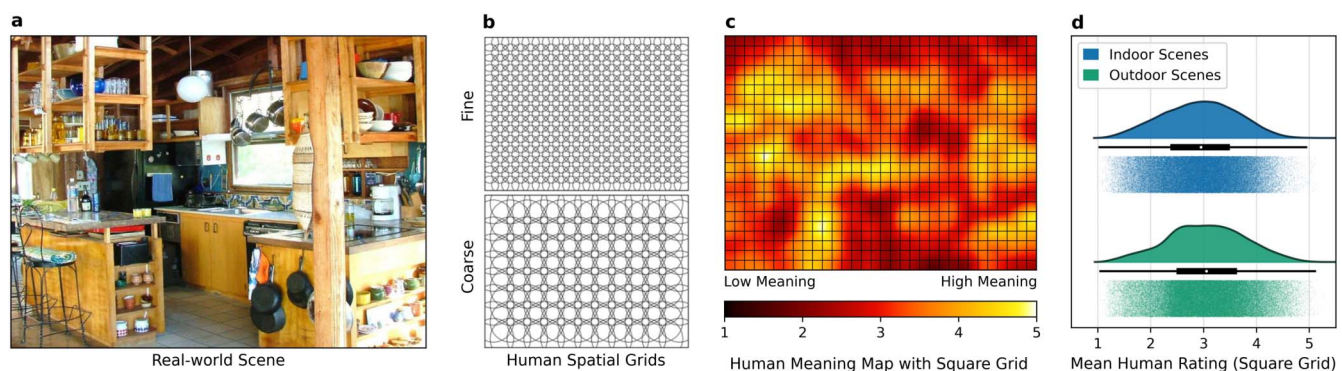 a
Real-world Scene
b
Fine
Coarse
Human Spatial Grids
c
Low Meaning High Meaning
1 2 3 4 5
Human Meaning Map with Square Grid
d
Indoor Scenes
Outdoor Scenes
1 2 3 4 5
Mean Human Rating (Square Grid)